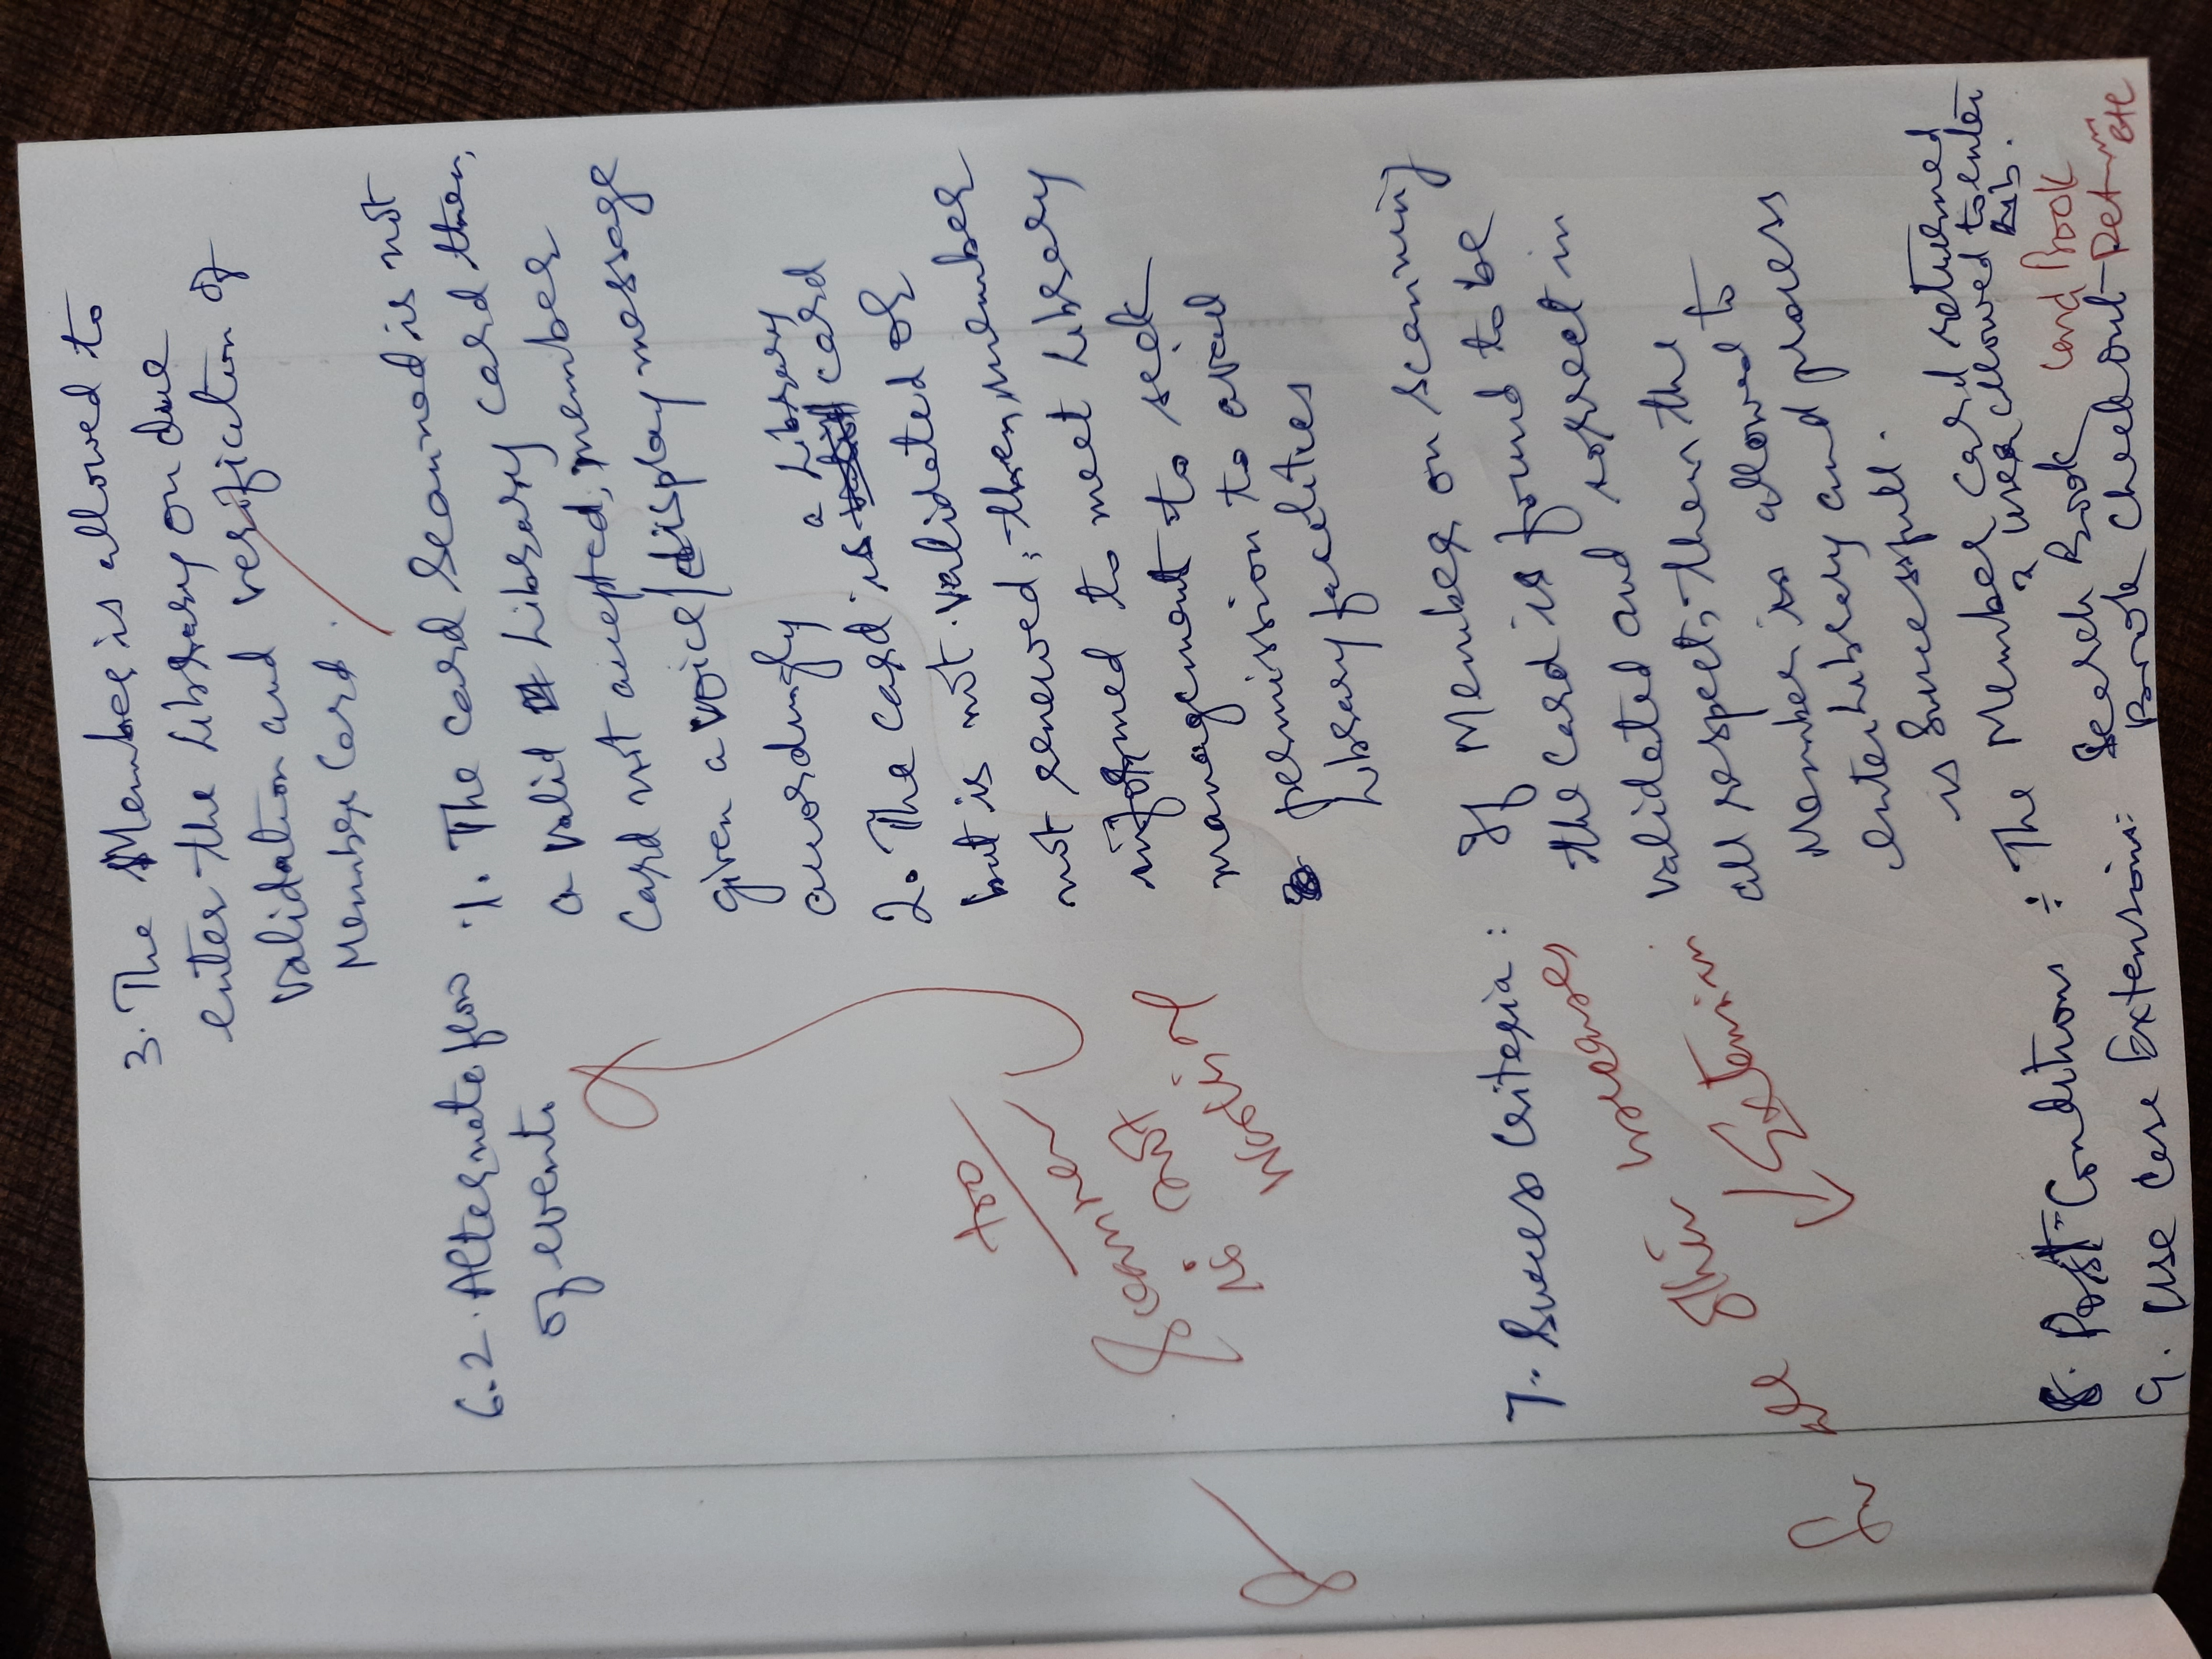 3. The Member is allowed to
enter the Library on due
validation and verification of
Member Card.
6.2. Alternate flow
of events
1. The card scanned is not
a valid Library card then,
Card not accepted, member
given a voice/display message
accordingly
a Library
2. The card is valid card
but is not validated or
not renewed, then, member
informed to meet Library
management to seek
permission to avail
Library facelities
too
Scanner
is not
working
7. Success Criteria :
If Member on scanning
the card is found to be
validated and correct in
all respect, then the
Member is allowed to
enter Library and process
is Successfull.
For all other usecases
Extension
8. Post-Conditions ÷ The Member card returned
& user allowed to enter
Lib.
9. Use Case Extensions: Search Book
Book Checkout
Book
Return
etc